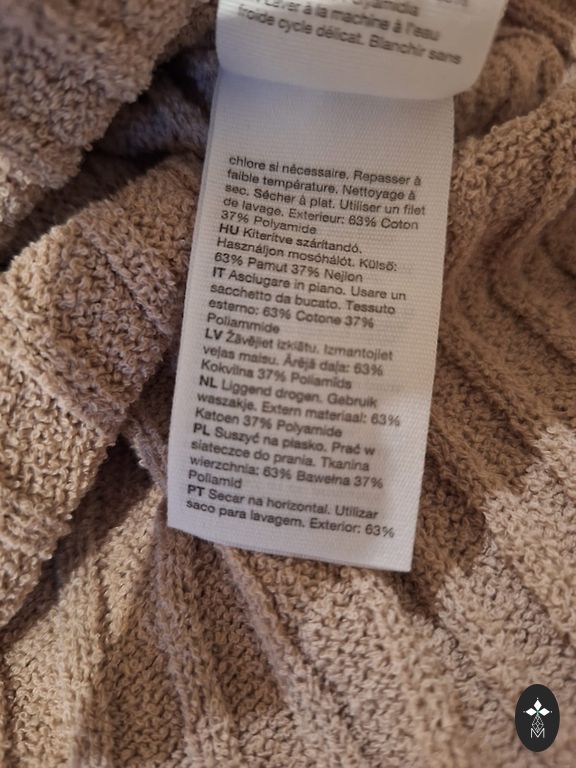 Laver à la machine à l'eau
froide cycle délicat. Blanchir sans
chlore si nécessaire. Repasser à
faible température. Nettoyage à
sec. Sécher à plat. Utiliser un filet
de lavage. Exterieur: 63% Coton
37% Polyamide
HU Kiterítve szárítandó.
Használjon mosóhálót. Külső:
63% Pamut 37% Nejlon
IT Asciugare in piano. Usare un
sacchetto da bucato. Tessuto
esterno: 63% Cotone 37%
Poliammide
LV Žāvējiet izklātu. Izmantojiet
veļas maisu. Ārējā daļa: 63%
Kokvilna 37% Poliamīds
NL Liggend drogen. Gebruik
waszakje. Extern materiaal: 63%
Katoen 37% Polyamide
PL Suszyć na płasko. Prać w
siateczce do prania. Tkanina
wierzchnia: 63% Bawełna 37%
Poliamid
PT Secar na horizontal. Utilizar
saco para lavagem. Exterior: 63%
M